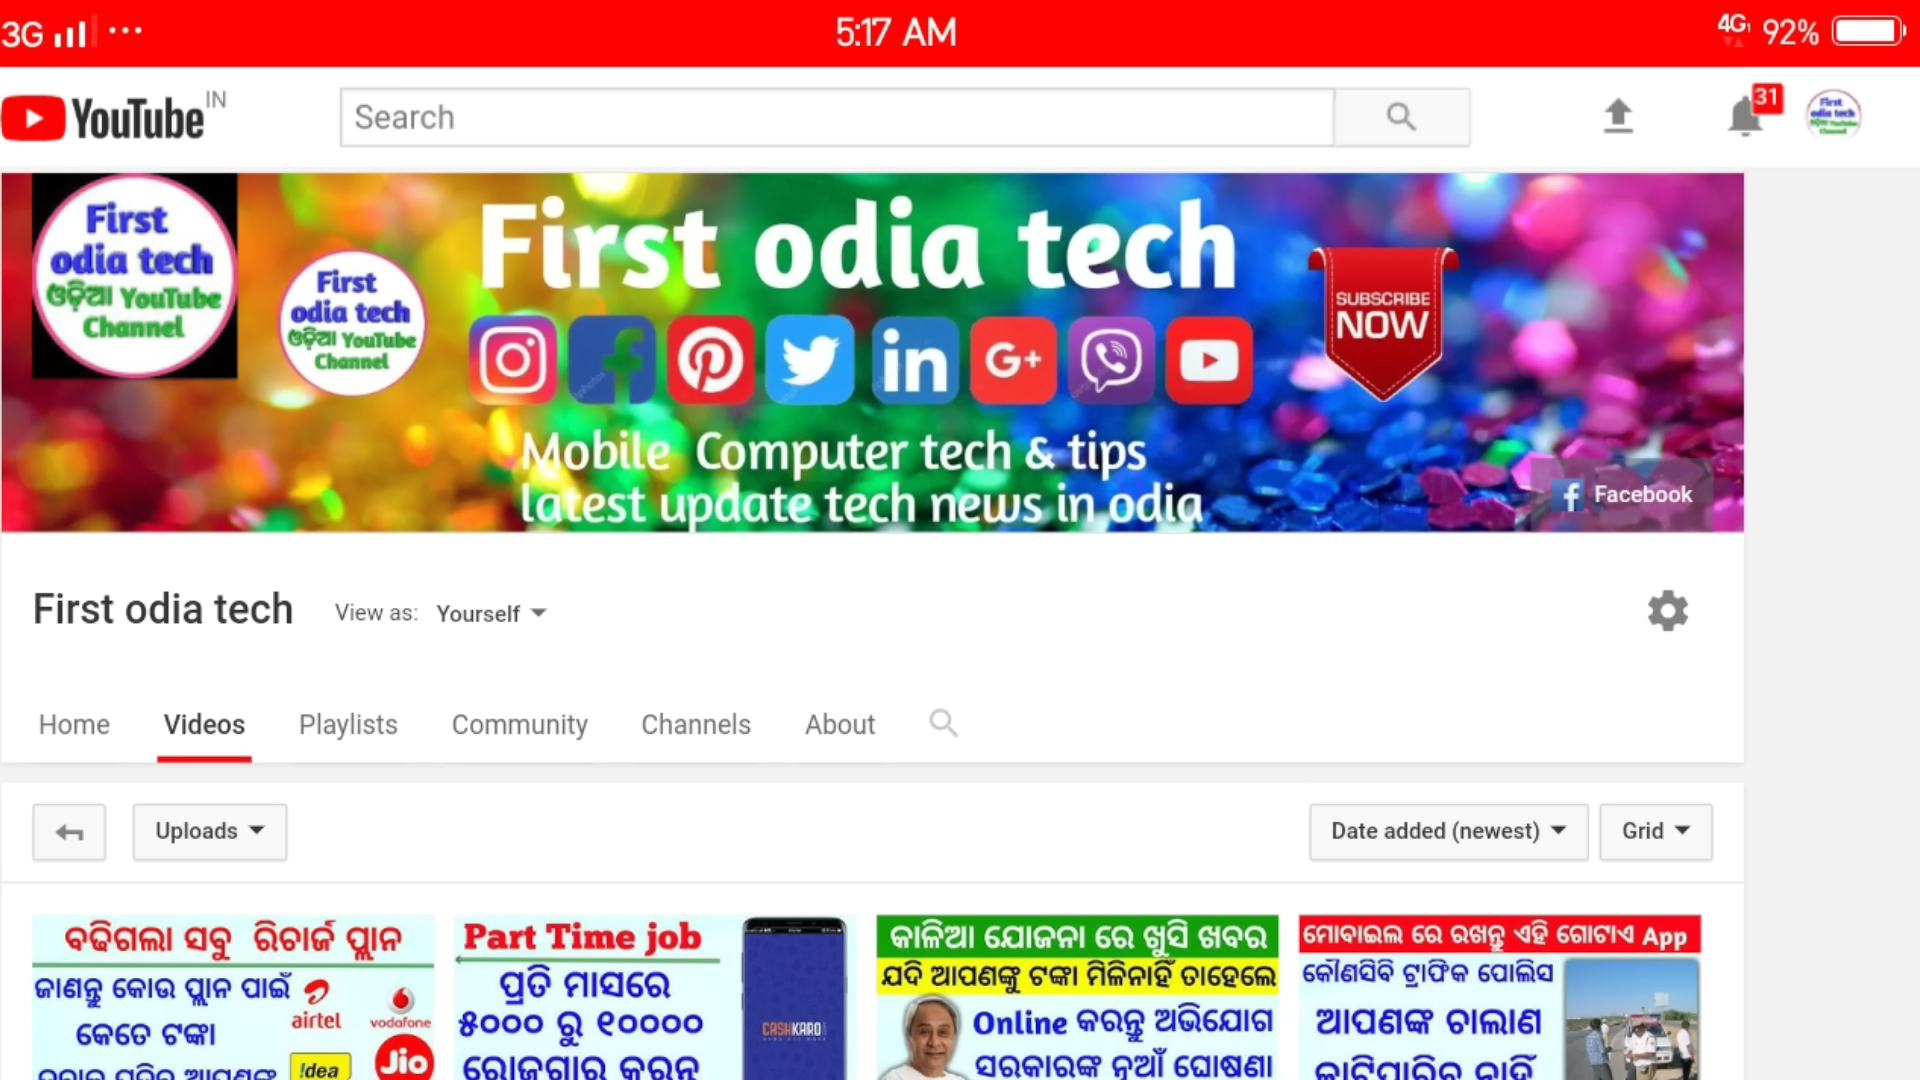 3G
5:17 AM
4G 92%
YouTube IN
Search
31
First
odia tech
ଓଡ଼ିଆ YouTube
Channel
First
odia tech
ଓଡ଼ିଆ YouTube
Channel
First odia tech
SUBSCRIBE
NOW
in
G+
Mobile Computer tech & tips
latest update tech news in odia
Facebook
First odia tech
View as: Yourself
Home Videos Playlists Community Channels About
Uploads
Date added (newest)
Grid
ବଢିଗଲା ସବୁ ରିଚାର୍ଜ ପ୍ଲାନ
ଜାଣନ୍ତୁ କୋଉ ପ୍ଲାନ ପାଇଁ
କେତେ ଟଙ୍କା
airtel
vodafone
!dea
Jio
Part Time job
ପ୍ରତି ମାସରେ
୫୦୦୦ ରୁ ୧୦୦୦୦
ରୋଜଗାର କରନ୍ତୁ
CASHKARO
କାଳିଆ ଯୋଜନା ରେ ଖୁସି ଖବର
ଯଦି ଆପଣଙ୍କୁ ଟଙ୍କା ମିଳିନାହିଁ ତାହେଲେ
Online କରନ୍ତୁ ଅଭିଯୋଗ
ସରକାରଙ୍କ ନୂଆଁ ଘୋଷଣା
ମୋବାଇଲ ରେ ରଖନ୍ତୁ ଏହି ଗୋଟାଏ App
କୌଣସିବି ଟ୍ରାଫିକ ପୋଲିସ
ଆପଣଙ୍କ ଚାଲାଣ
କାଟିପାରିବ ନାହିଁ